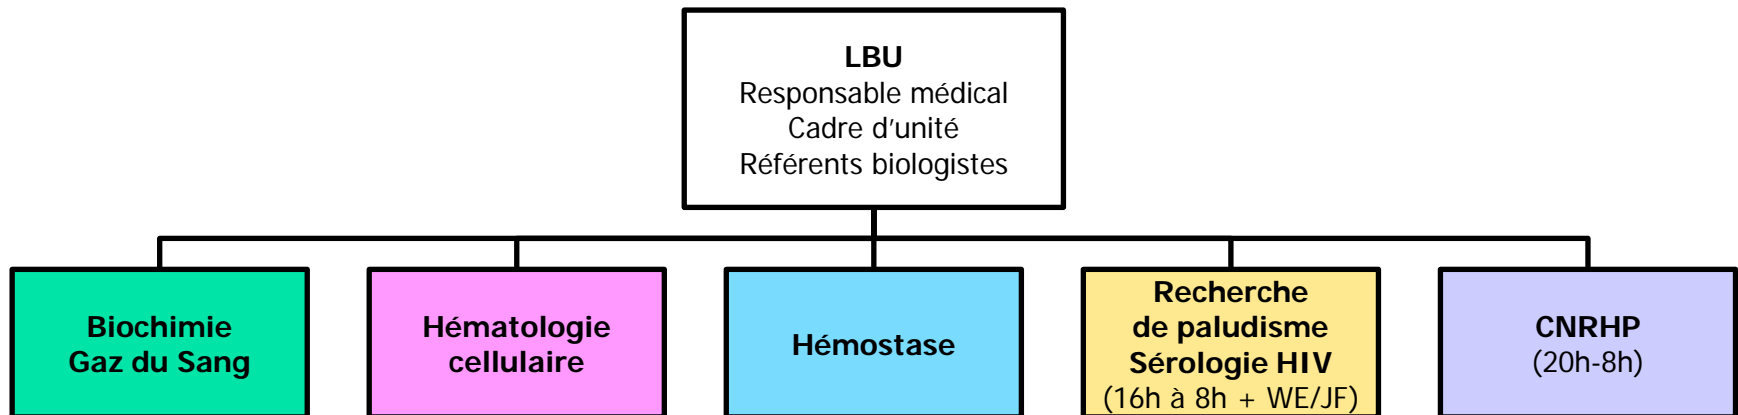 LBU
Responsable médical
Cadre d'unité
Référents biologistes
Biochimie
Gaz du Sang
Hématologie
cellulaire
Hémostase
Recherche
de paludisme
Sérologie HIV
(16h à 8h + WE/JF)
CNRHP
(20h-8h)